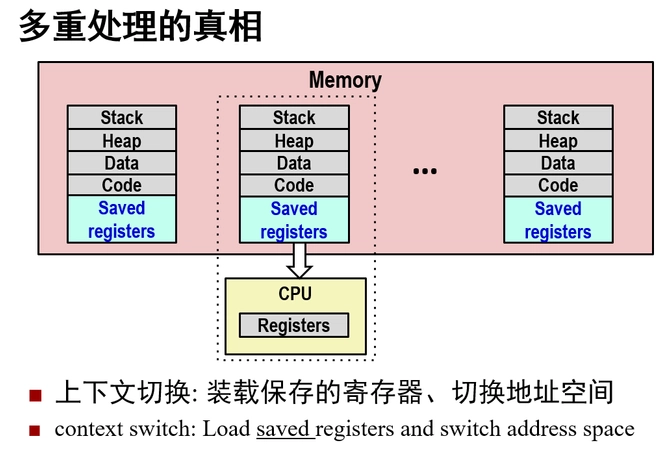 多重处理的真相
Memory
Stack
Heap
Data
Code
Saved
registers
Stack
Heap
Data
Code
Saved
registers
...
Stack
Heap
Data
Code
Saved
registers
CPU
Registers
上下文切换: 装载保存的寄存器、切换地址空间
context switch: Load saved registers and switch address space